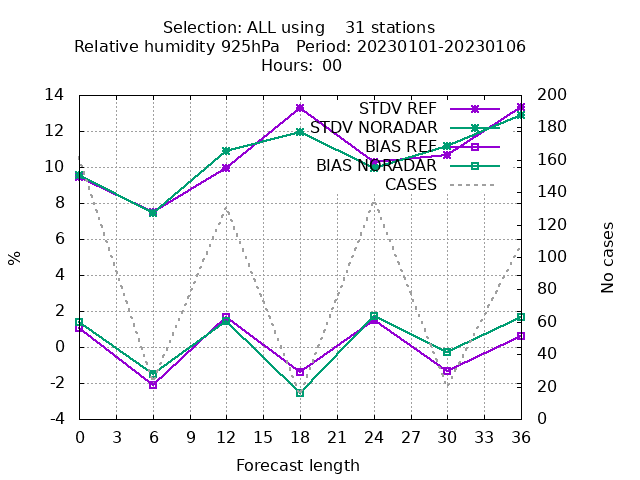 Selection: ALL using    31 stations
Relative humidity 925hPa   Period: 20230101-20230106
Hours: 00
14
12
10
8
6
4
2
0
-2
-4
%
STDV REF
STDV NORADAR
BIAS REF
BIAS NORADAR
CASES
200
180
160
140
120
100
80
60
40
20
0
No cases
0 3 6 9 12 15 18 21 24 27 30 33 36
Forecast length